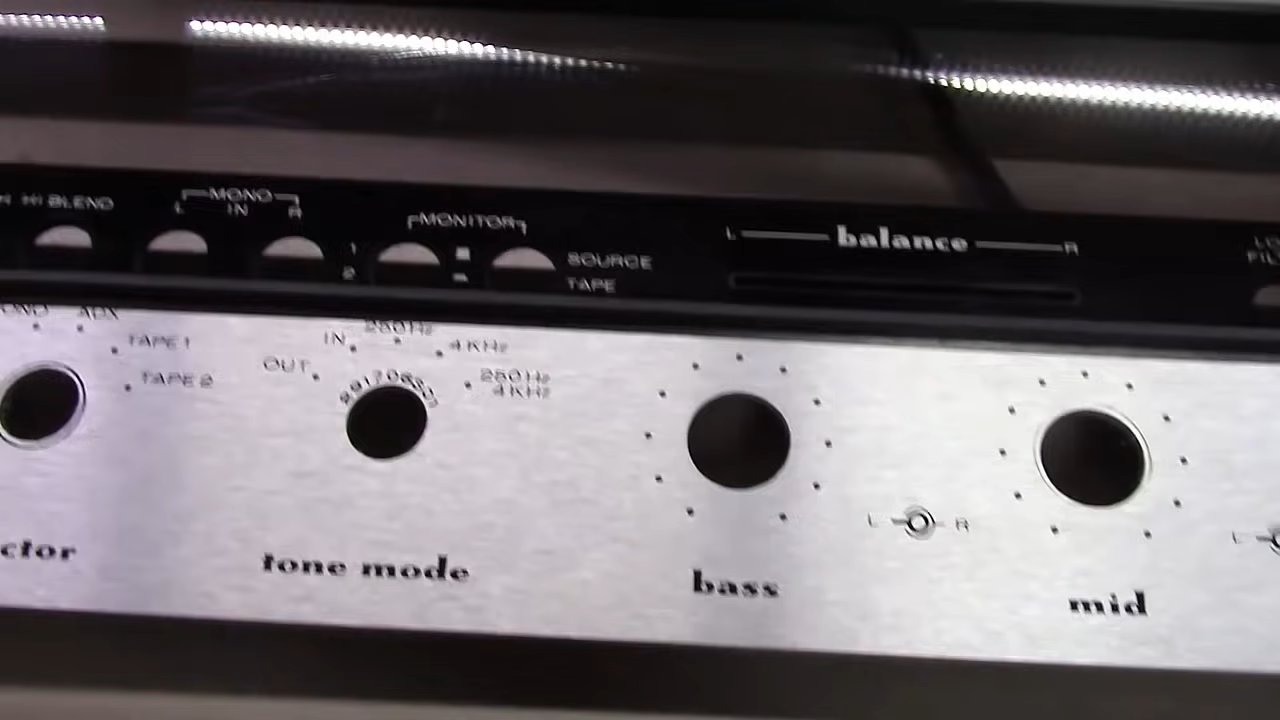 HI BLEND
MONO
L IN R
MONITOR
1
2
SOURCE
TAPE
L balance R
AUX
TAPE 1
TAPE 2
OUT
IN
250Hz
4KHz
250Hz
4KHz
L R
L
tone mode
bass
mid